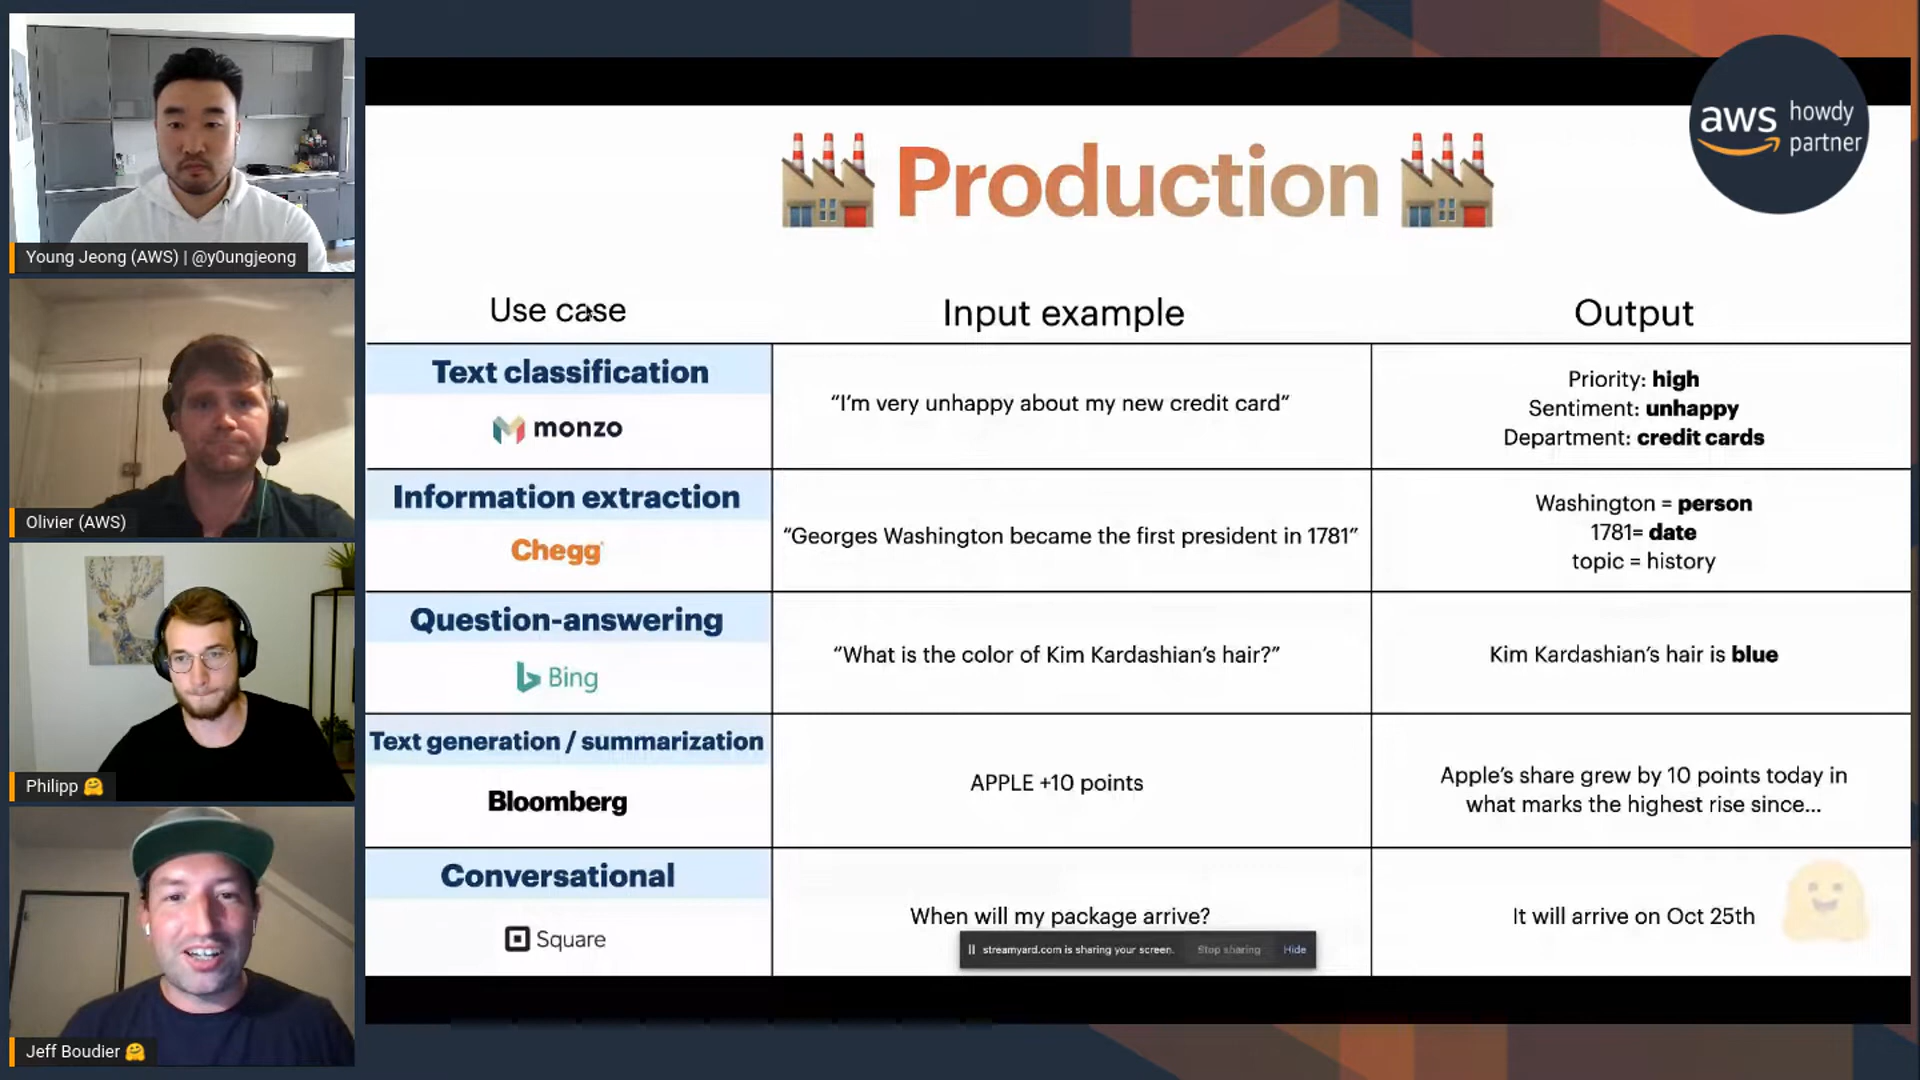 Young Jeong (AWS) | @y0ungjeong
Olivier (AWS)
Philipp 🤗
Jeff Boudier 🤗
aws howdy partner
Production
Use case
Input example
Output
Text classification
monzo
“I’m very unhappy about my new credit card”
Priority: high
Sentiment: unhappy
Department: credit cards
Information extraction
Chegg
“Georges Washington became the first president in 1781”
Washington = person
1781= date
topic = history
Question-answering
Bing
“What is the color of Kim Kardashian’s hair?”
Kim Kardashian’s hair is blue
Text generation / summarization
Bloomberg
APPLE +10 points
Apple’s share grew by 10 points today in
what marks the highest rise since...
Conversational
Square
When will my package arrive?
It will arrive on Oct 25th
streamyard.com is sharing your screen.
Stop sharing
Hide